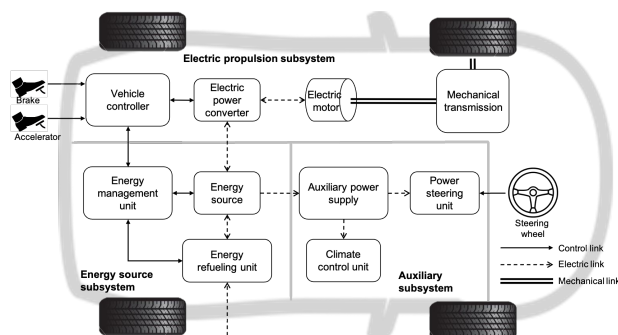 Electric propulsion subsystem
Brake
Accelerator
Vehicle
controller
Electric
power
converter
Electric
motor
Mechanical
transmission
Energy
management
unit
Energy
source
Auxiliary power
supply
Power
steering
unit
Steering
wheel
Energy
refueling unit
Climate
control unit
Energy source
subsystem
Auxiliary
subsystem
Control link
Electric link
Mechanical link